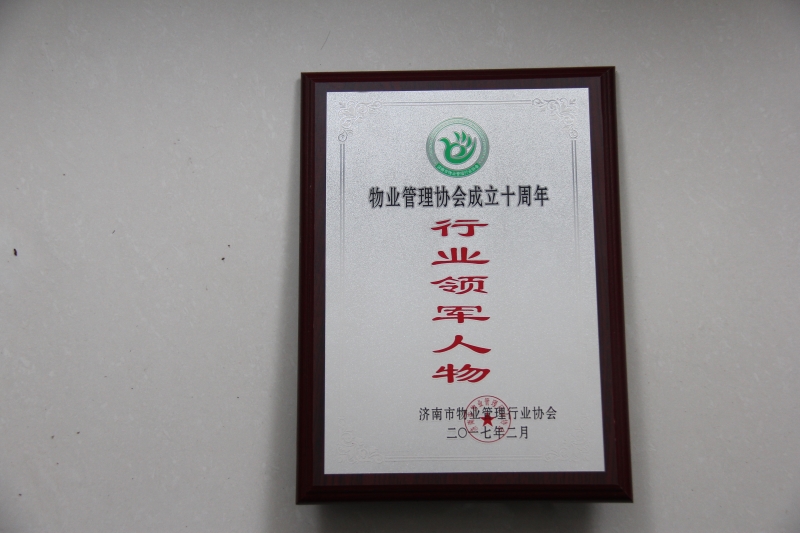 物业管理协会成立十周年
行业领军人物
济南市物业管理行业协会
二〇一七年二月